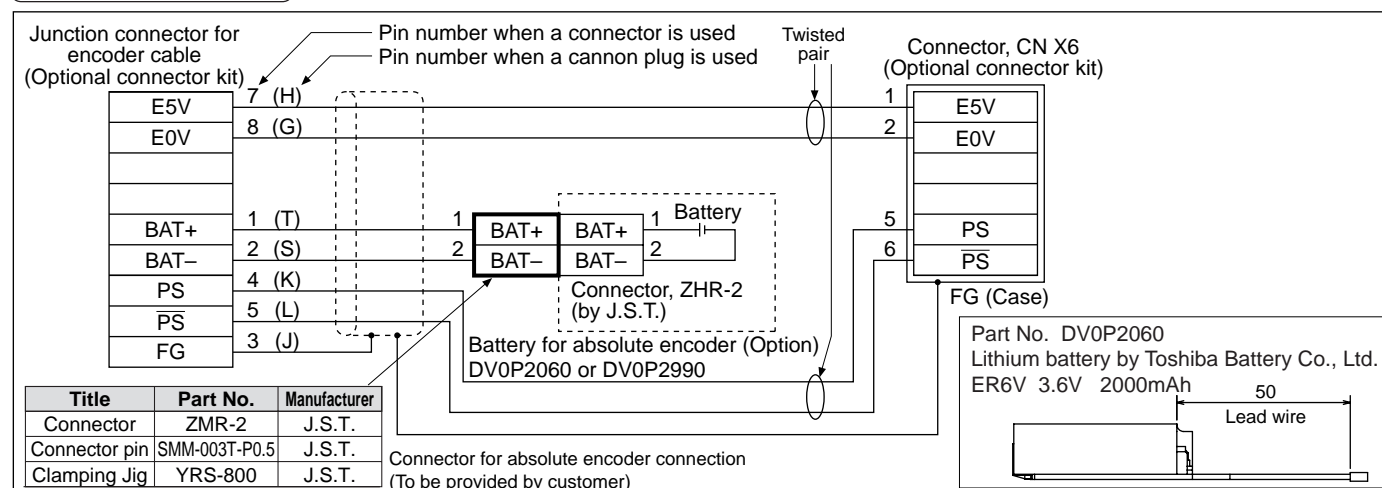 Junction connector for
encoder cable
(Optional connector kit)
Pin number when a connector is used
Pin number when a cannon plug is used
Twisted
pair
Connector, CN X6
(Optional connector kit)
E5V 7 (H)
E0V 8 (G)
BAT+ 1 (T)
BAT– 2 (S)
PS 4 (K)
PS 5 (L)
FG 3 (J)
1 BAT+ BAT+ 1
2 BAT– BAT– 2
Battery
Connector, ZHR-2
(by J.S.T.)
Battery for absolute encoder (Option)
DV0P2060 or DV0P2990
1 E5V
2 E0V
5 PS
6 PS
FG (Case)
Title Part No. Manufacturer
Connector ZMR-2 J.S.T.
Connector pin SMM-003T-P0.5 J.S.T.
Clamping Jig YRS-800 J.S.T.
Connector for absolute encoder connection
(To be provided by customer)
Part No. DV0P2060
Lithium battery by Toshiba Battery Co., Ltd.
ER6V 3.6V 2000mAh
50
Lead wire